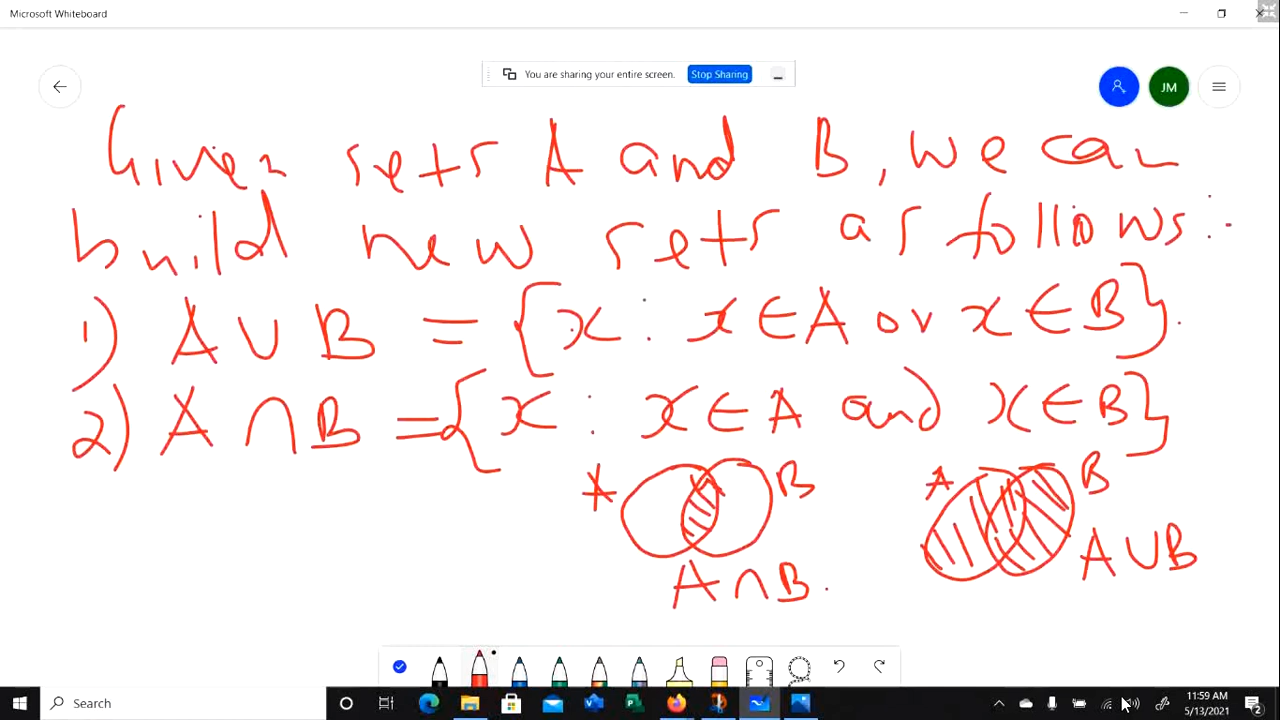 Microsoft Whiteboard
You are sharing your entire screen. Stop Sharing
JM
Given sets A and B, we can
build new sets as follows:
1) A ∪ B = {x : x ∈ A or x ∈ B}.
2) A ∩ B = {x : x ∈ A and x ∈ B}
A B
A ∩ B.
A B
A ∪ B
Search
11:59 AM
5/13/2021
2